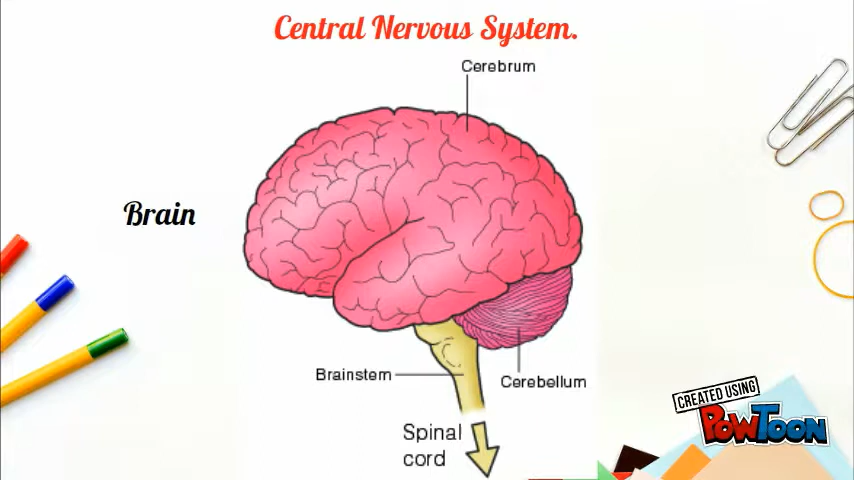 Central Nervous System.
Cerebrum
Brain
Brainstem
Cerebellum
Spinal
cord
CREATED USING
POWTOON